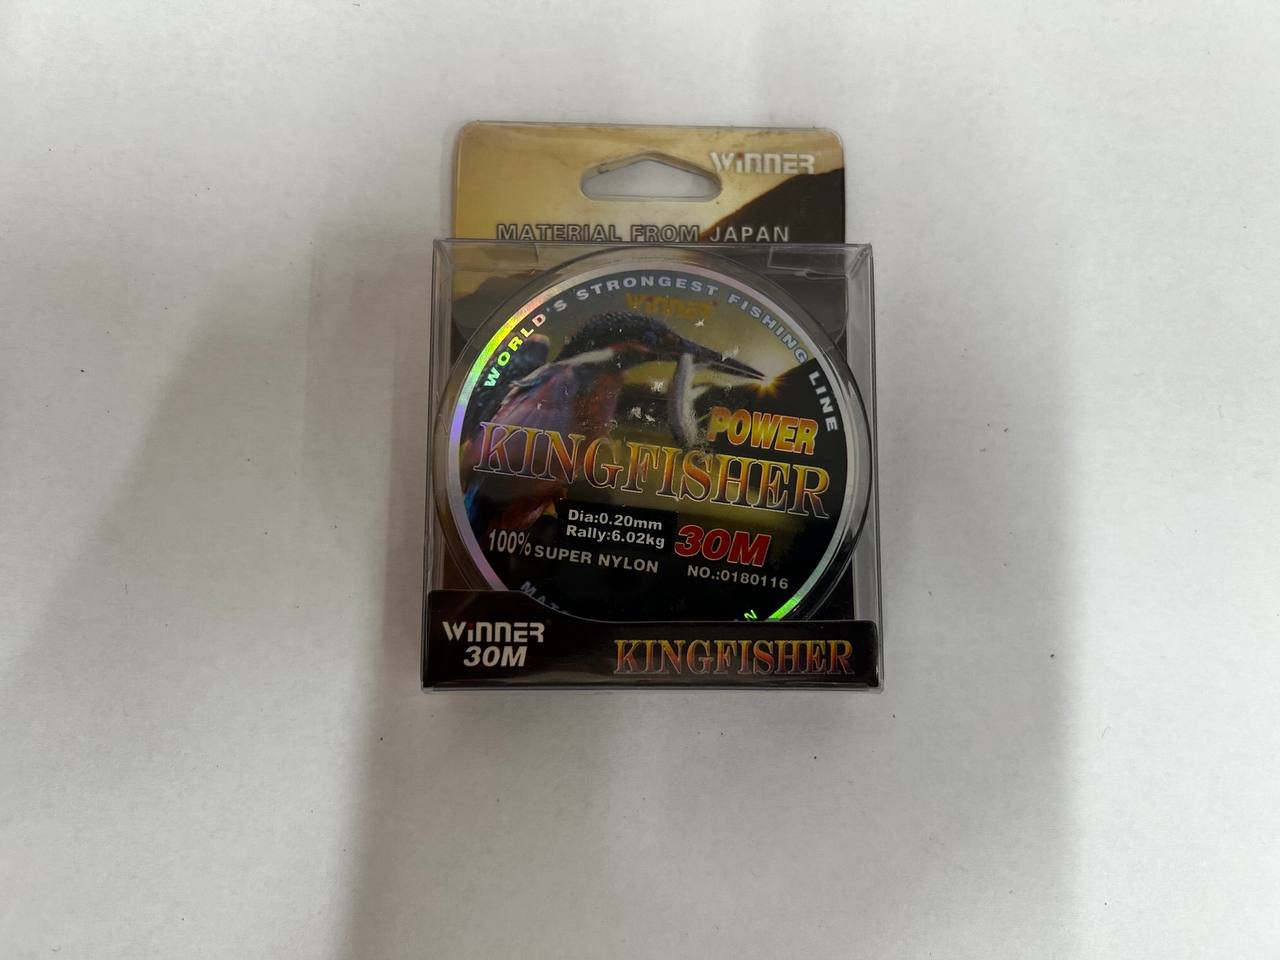 WINNER
MATERIAL FROM JAPAN
WORLD'S STRONGEST FISHING LINE
WINNER
POWER
KINGFISHER
Dia:0.20mm
Rally:6.02kg
30M
100% SUPER NYLON
NO.:0180116
WINNER
30M
KINGFISHER